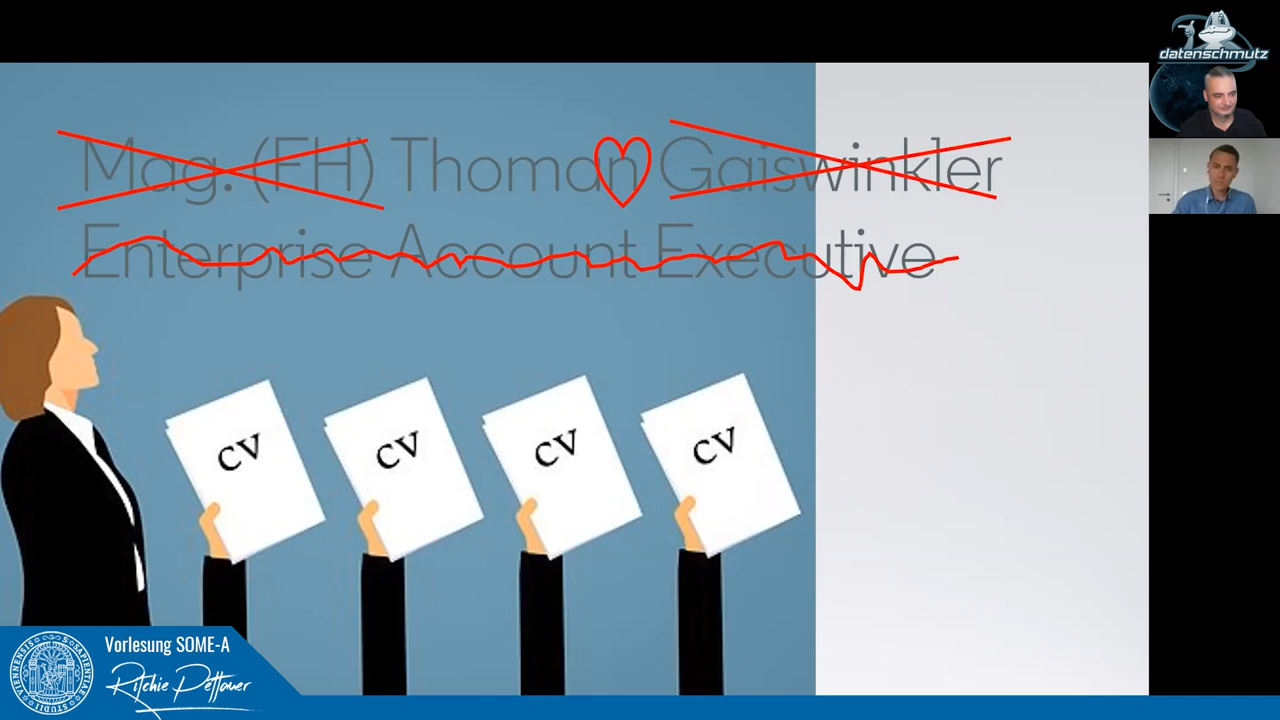 datenschmutz
Mag. (FH) Thoman Gaiswinkler
Enterprise Account Executive
CV CV CV CV
Vorlesung SOME-A
Ritchie Pettauer